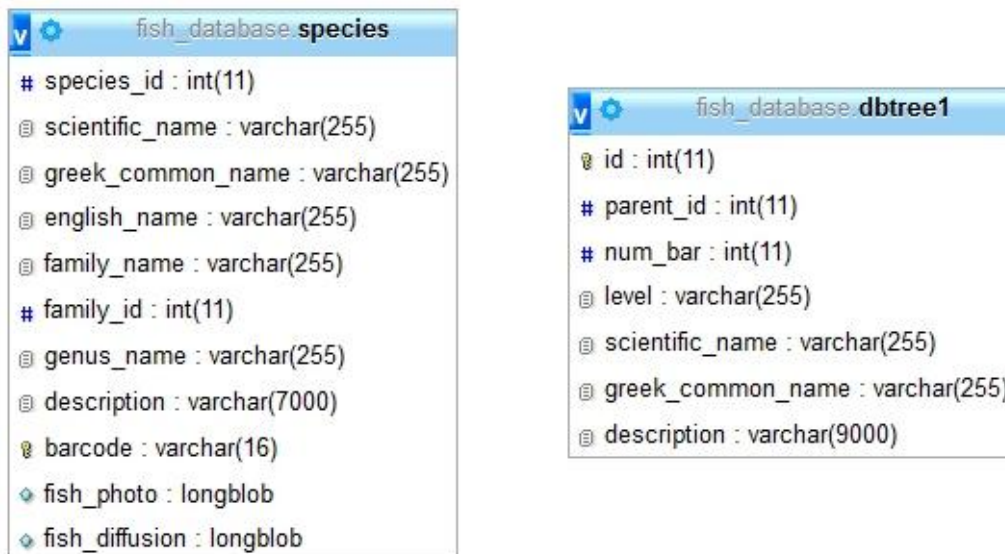 fish_database.species
# species_id : int(11)
scientific_name : varchar(255)
greek_common_name : varchar(255)
english_name : varchar(255)
family_name : varchar(255)
# family_id : int(11)
genus_name : varchar(255)
description : varchar(7000)
barcode : varchar(16)
fish_photo : longblob
fish_diffusion : longblob
fish_database.dbtree1
id : int(11)
# parent_id : int(11)
# num_bar : int(11)
level : varchar(255)
scientific_name : varchar(255)
greek_common_name : varchar(255)
description : varchar(9000)